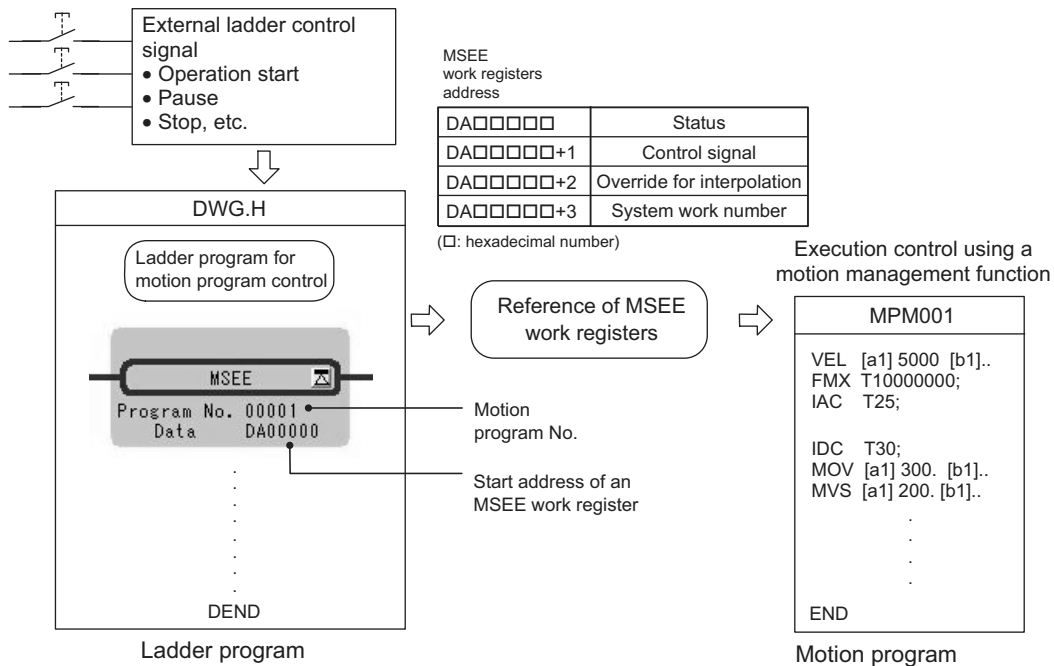 External ladder control
signal
• Operation start
• Pause
• Stop, etc.
MSEE
work registers
address
DA□□□□□ Status
DA□□□□□+1 Control signal
DA□□□□□+2 Override for interpolation
DA□□□□□+3 System work number
(□: hexadecimal number)
DWG.H
Ladder program for
motion program control
MSEE
Program No. 00001
Data DA00000
Motion
program No.
Start address of an
MSEE work register
DEND
Ladder program
Reference of MSEE
work registers
Execution control using a
motion management function
MPM001
VEL [a1] 5000 [b1]..
FMX T10000000;
IAC T25;
IDC T30;
MOV [a1] 300. [b1]..
MVS [a1] 200. [b1]..
END
Motion program